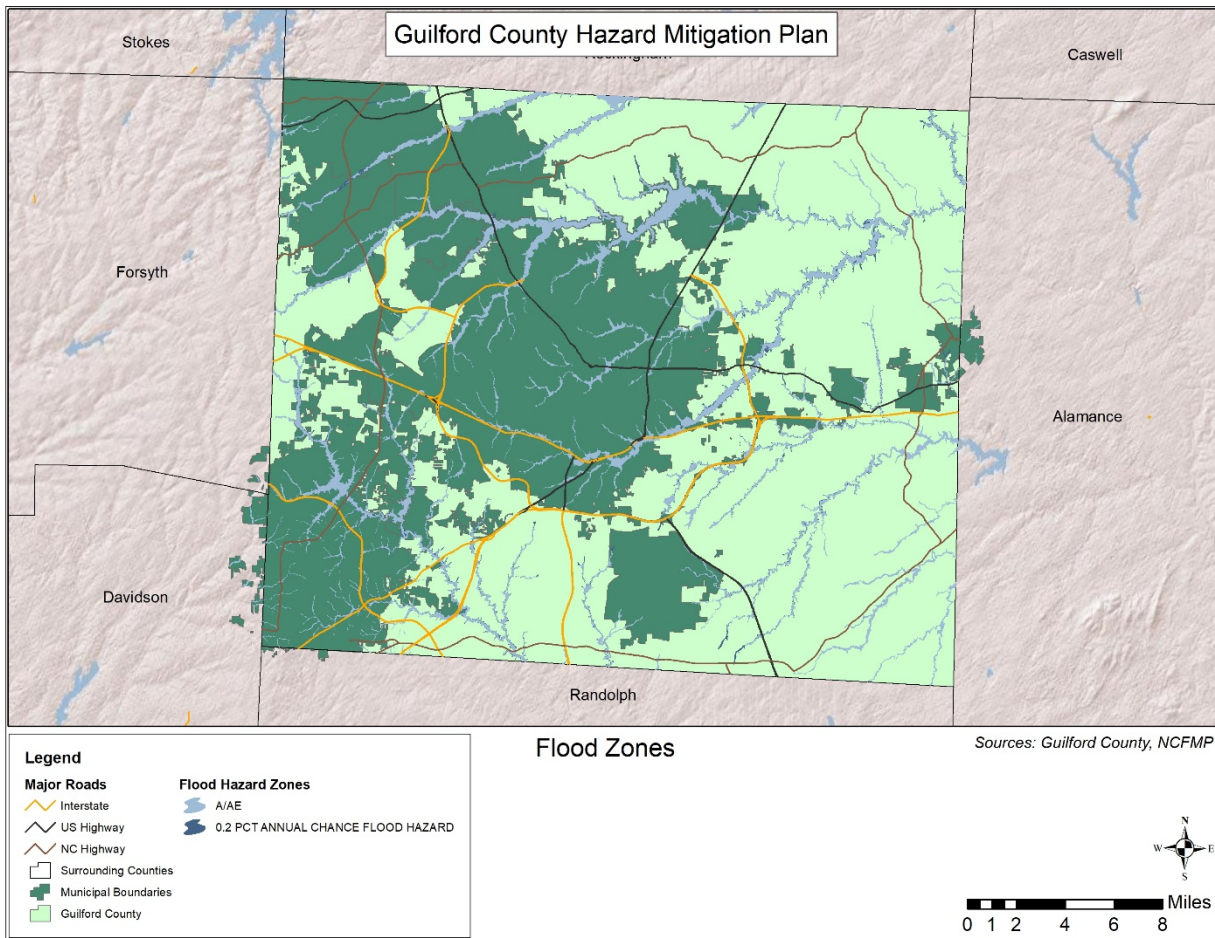 Guilford County Hazard Mitigation Plan
Stokes
Caswell
Forsyth
Alamance
Davidson
Randolph
Flood Zones
Sources: Guilford County, NCFMP
Legend
Major Roads
Interstate
US Highway
NC Highway
Surrounding Counties
Municipal Boundaries
Guilford County
Flood Hazard Zones
A/AE
0.2 PCT ANNUAL CHANCE FLOOD HAZARD
N
W E
S
Miles
0 1 2 4 6 8